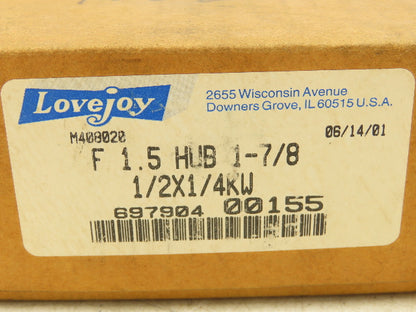 Lovejoy
2655 Wisconsin Avenue
Downers Grove, IL 60515 U.S.A.
M408020
06/14/01
F 1.5 HUB 1-7/8
1/2X1/4KW
697904 00155